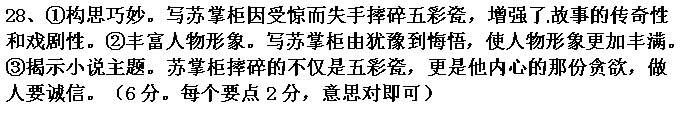 28、①构思巧妙。写苏掌柜因受惊而失手摔碎五彩瓷，增强了故事的传奇性
和戏剧性。②丰富人物形象。写苏掌柜由犹豫到悔悟，使人物形象更加丰满。
③揭示小说主题。苏掌柜摔碎的不仅是五彩瓷，更是他内心的那份贪欲，做
人要诚信。（6 分。每个要点 2 分，意思对即可）